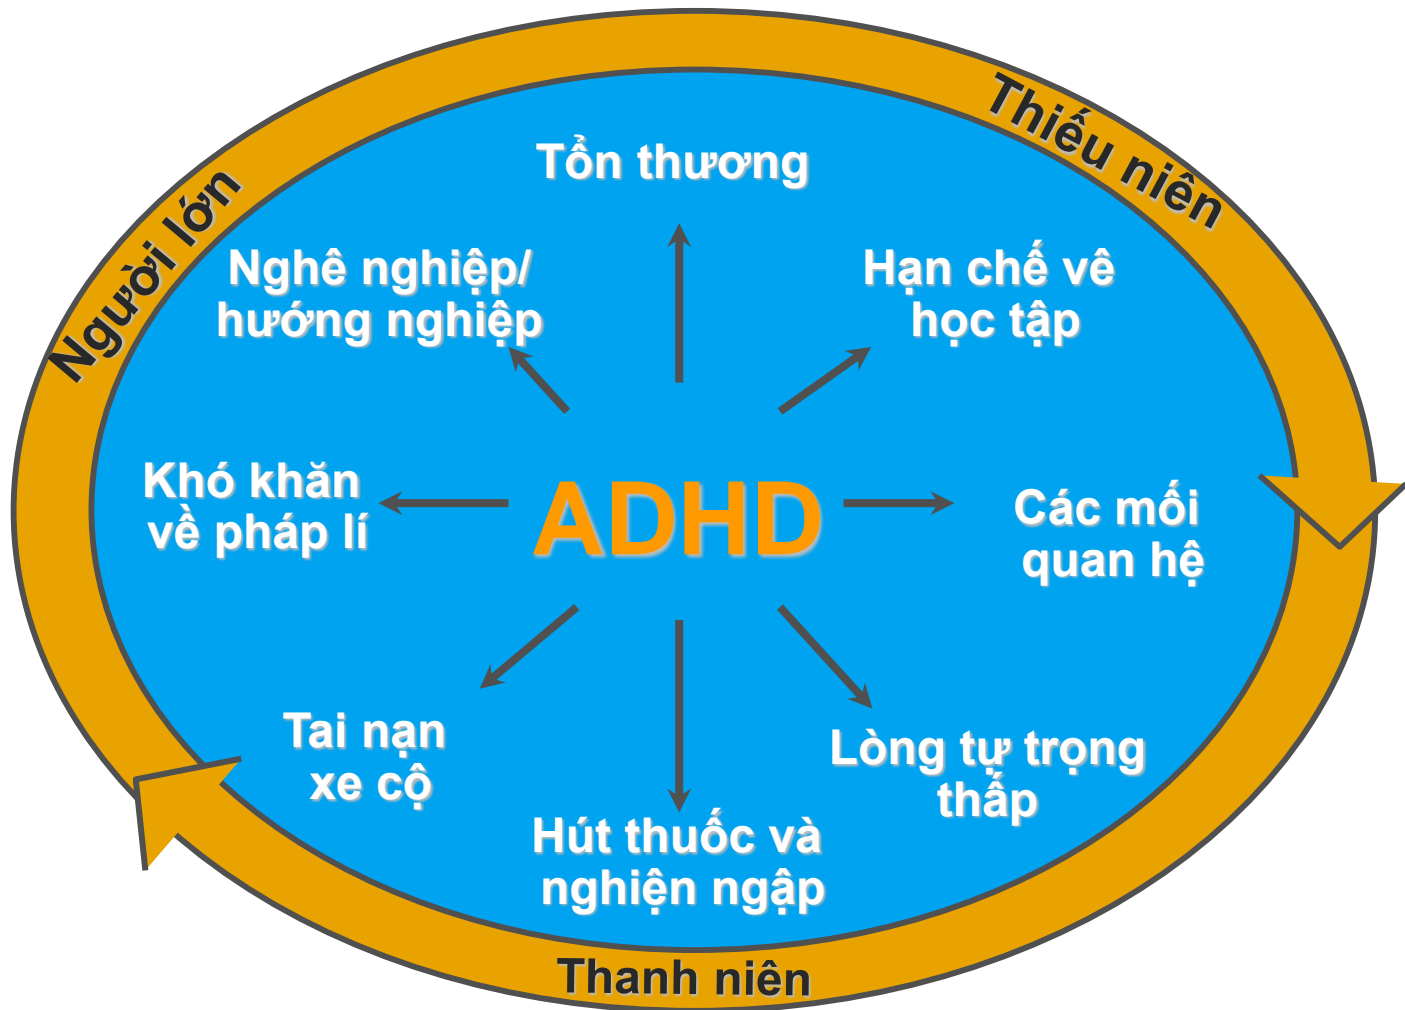 Thiếu niên
Người lớn
Tổn thương
Nghê nghiệp/
hướng nghiệp
Hạn chế vê
học tập
Khó khăn
về pháp lí
ADHD
Các mối
quan hệ
Tai nạn
xe cộ
Lòng tự trọng
thấp
Hút thuốc và
nghiện ngập
Thanh niên